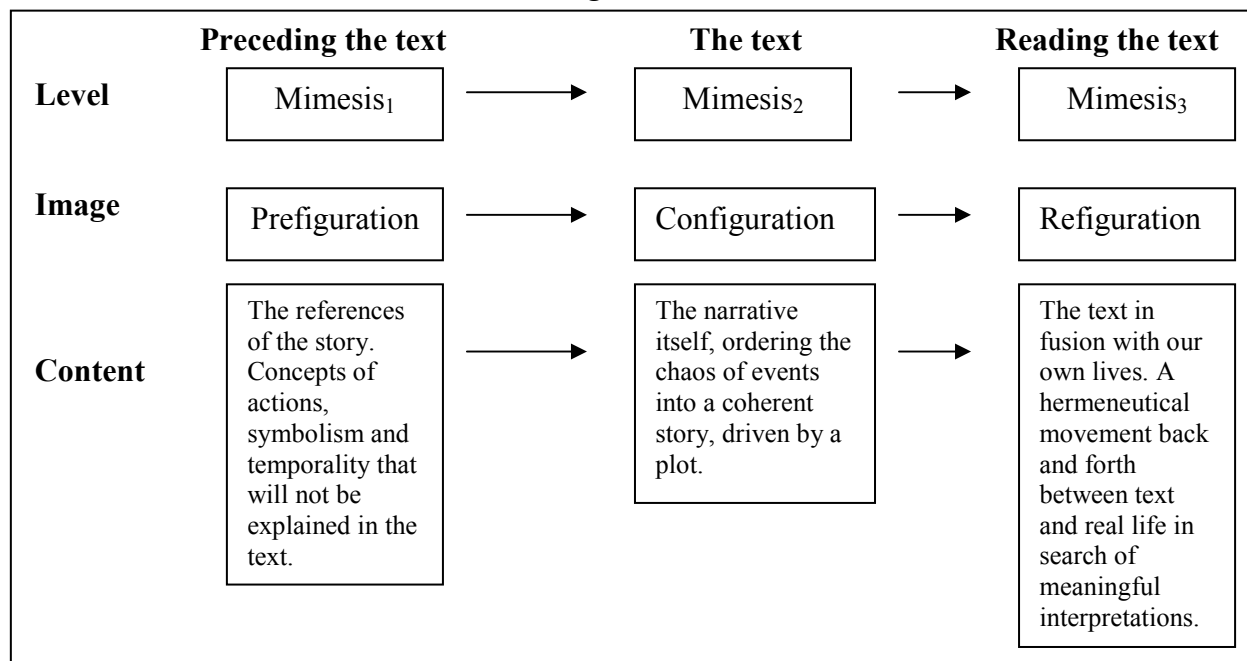 Preceding the text
The text
Reading the text
Level
Mimesis₁
Mimesis₂
Mimesis₃
Image
Prefiguration
Configuration
Refiguration
Content
The references
of the story.
Concepts of
actions,
symbolism and
temporality that
will not be
explained in the
text.
The narrative
itself, ordering the
chaos of events
into a coherent
story, driven by a
plot.
The text in
fusion with our
own lives. A
hermeneutical
movement back
and forth
between text
and real life in
search of
meaningful
interpretations.